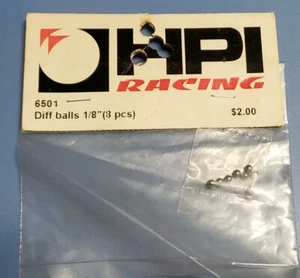 HPI
RACING
6501
Diff balls 1/8"(8 pcs)
$2.00